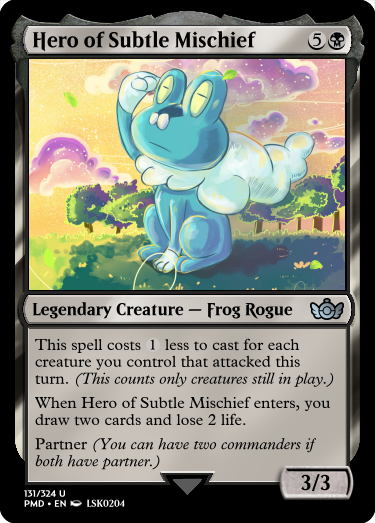 Hero of Subtle Mischief 5
Legendary Creature — Frog Rogue
This spell costs 1 less to cast for each
creature you control that attacked this
turn. (This counts only creatures still in play.)
When Hero of Subtle Mischief enters, you
draw two cards and lose 2 life.
Partner (You can have two commanders if
both have partner.)
3/3
131/324 U
PMD • EN LSK0204